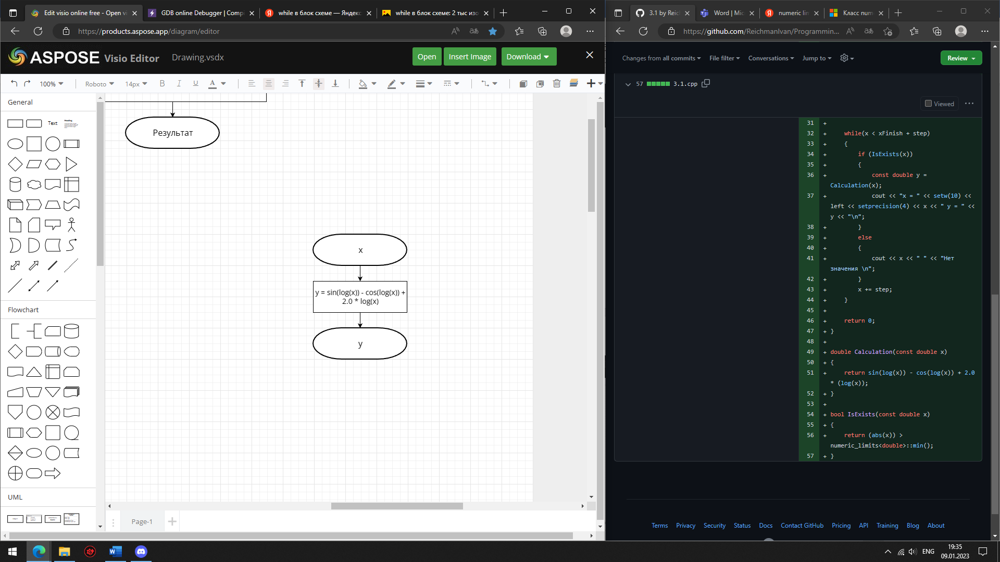 Edit visio online free - Open vi
GDB online Debugger | Compi
while в блок схеме — Яндекс
while в блок схеме: 2 тыс изо
https://products.aspose.app/diagram/editor
ASPOSE Visio Editor
Drawing.vsdx
Open
Insert Image
Download
100%
Roboto
14px
B
I
U
A
General
Text
Heading
Flowchart
UML
Результат
x
y = sin(log(x)) - cos(log(x)) +
2.0 * log(x)
y
Page-1
3.1 by Reich
Word | Mic
numeric lin
Класс num
https://github.com/ReichmanIvan/Programmin...
Changes from all commits
File filter
Conversations
Jump to
Review
57
3.1.cpp
Viewed
31 +
32 + while(x < xFinish + step)
33 + {
34 + if (IsExists(x))
35 + {
36 + const double y =
Calculation(x);
37 + cout << "x = " << setw(10) <<
left << setprecision(4) << x << " y = " <<
y << "\n";
38 + }
39 + else
40 + {
41 + cout << x << " " << "Нет
значения \n";
42 + }
43 + x += step;
44 + }
45 +
46 + return 0;
47 + }
48 +
49 + double Calculation(const double x)
50 + {
51 + return sin(log(x)) - cos(log(x)) + 2.0
* (log(x));
52 + }
53 +
54 + bool IsExists(const double x)
55 + {
56 + return (abs(x)) >
numeric_limits<double>::min();
57 + }
Terms
Privacy
Security
Status
Docs
Contact GitHub
Pricing
API
Training
Blog
About
ENG
19:35
09.01.2023